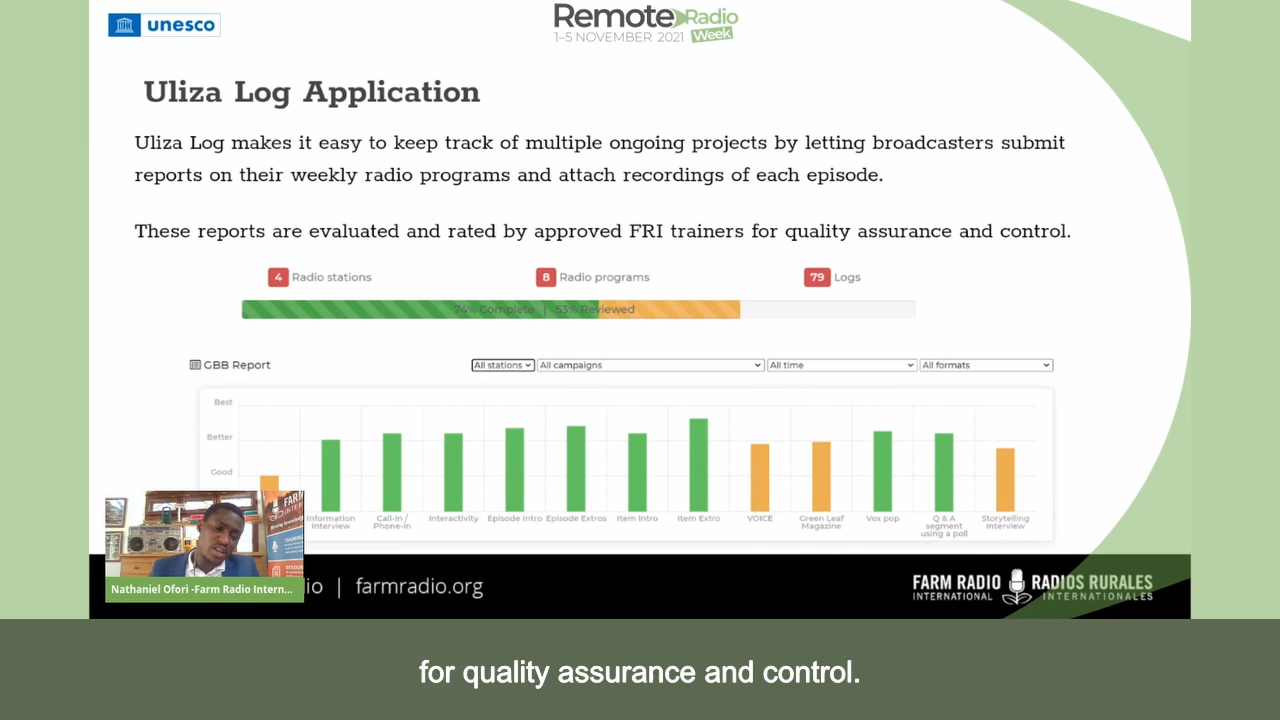 unesco
Remote Radio
Week
1–5 NOVEMBER 2021
Uliza Log Application
Uliza Log makes it easy to keep track of multiple ongoing projects by letting broadcasters submit
reports on their weekly radio programs and attach recordings of each episode.
These reports are evaluated and rated by approved FRI trainers for quality assurance and control.
4 Radio stations
8 Radio programs
79 Logs
74% Complete | 53% Reviewed
GBB Report
All stations
All campaigns
All time
All formats
Best
Better
Good
Information
Interview
Call-in /
Phone-in
Interactivity
Episode Intro
Episode Extros
Item Intro
Item Extro
VOICE
Green Leaf
Magazine
Vox pop
Q & A
segment
using a poll
Storytelling
Interview
FARM
Nathaniel Ofori -Farm Radio Intern...
io | farmradio.org
FARM RADIO
INTERNATIONAL
RADIOS RURALES
INTERNATIONALES
for quality assurance and control.